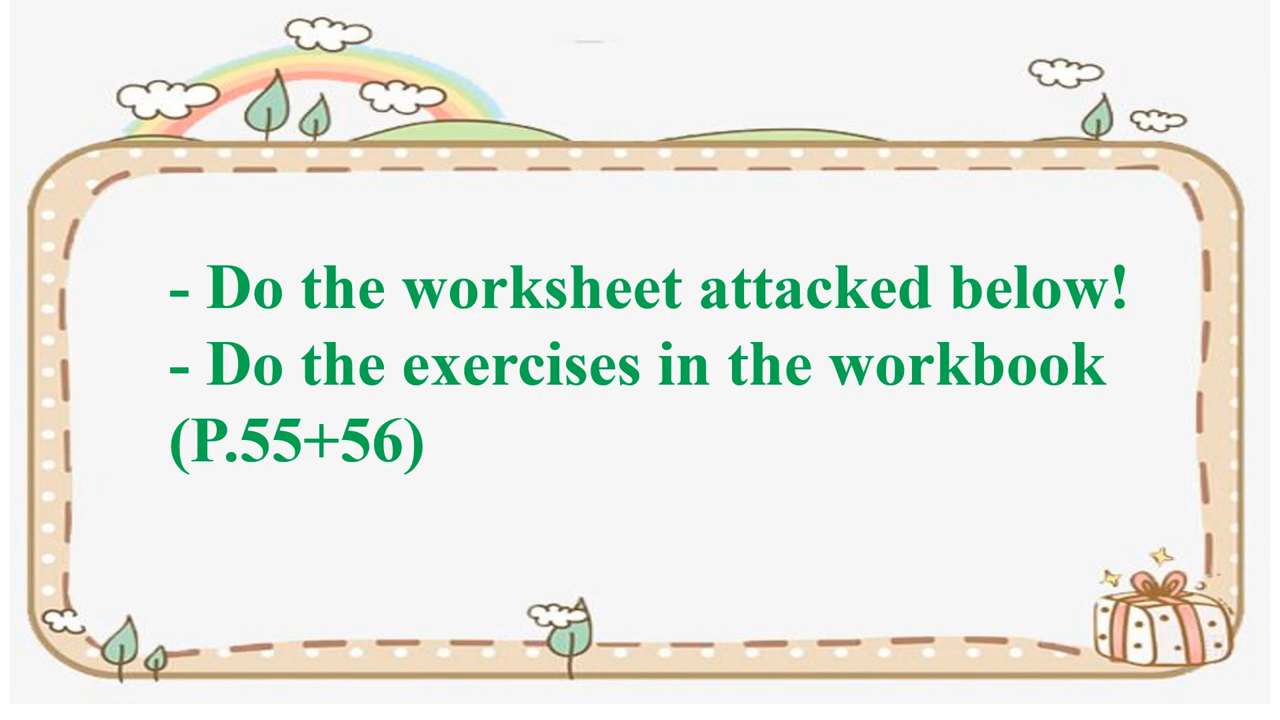 - Do the worksheet attacked below!
- Do the exercises in the workbook
(P.55+56)